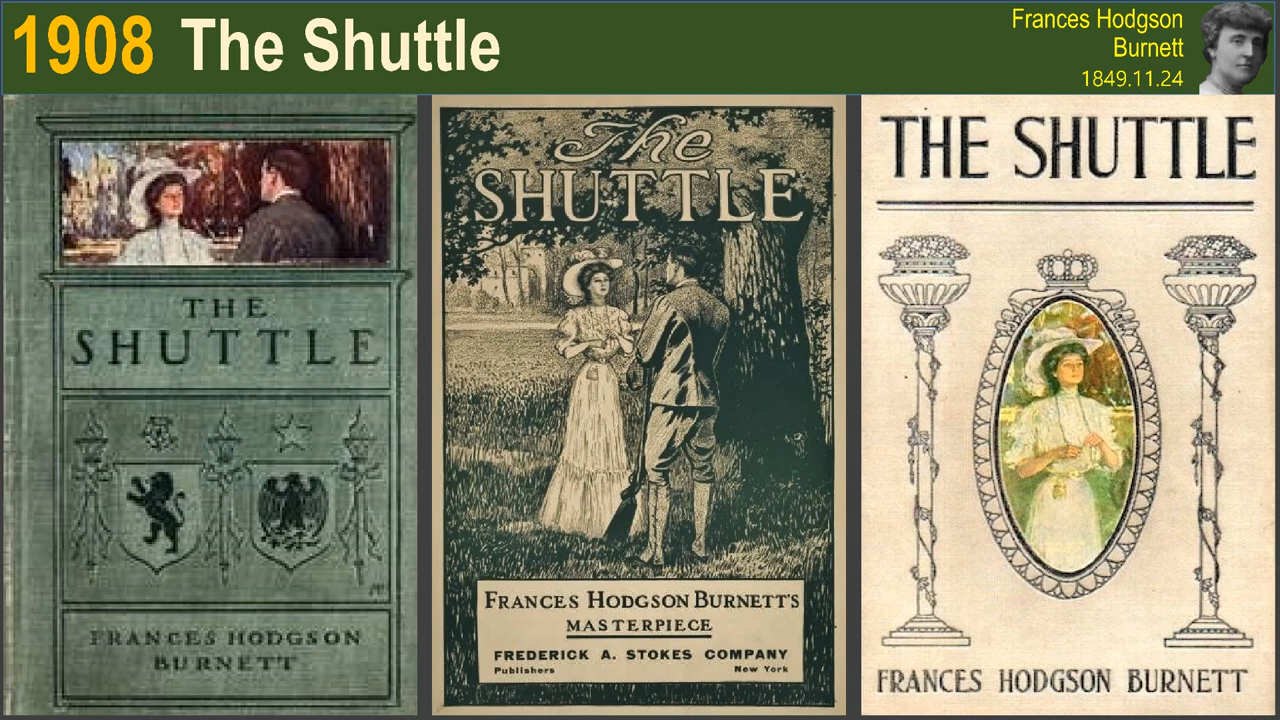 1908 The Shuttle
Frances Hodgson
Burnett
1849.11.24
THE
SHUTTLE
FRANCES HODGSON
BURNETT
The
SHUTTLE
FRANCES HODGSON BURNETT'S
MASTERPIECE
FREDERICK A. STOKES COMPANY
Publishers New York
THE SHUTTLE
FRANCES HODGSON BURNETT